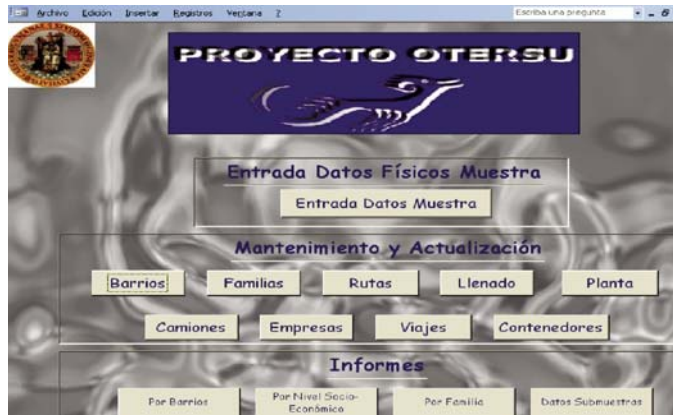 Archivo Edición Insertar Registros Ventana ?
Escriba una pregunta
PROYECTO OTERSU
Entrada Datos Físicos Muestra
Entrada Datos Muestra
Mantenimiento y Actualización
Barrios Familias Rutas Llenado Planta
Camiones Empresas Viajes Contenedores
Informes
Por Barrios
Por Nivel Socio-
Económico
Por Familia
Datos Submuestras